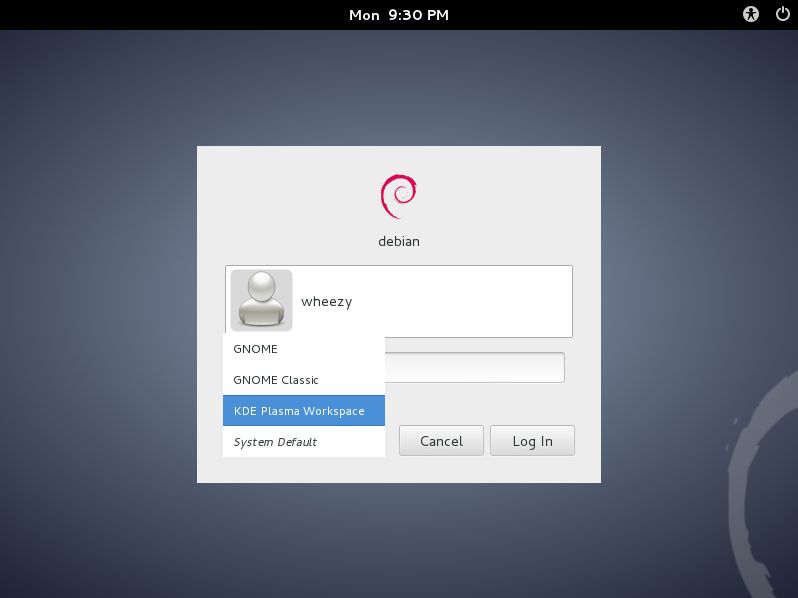 Mon 9:30 PM
debian
wheezy
GNOME
GNOME Classic
KDE Plasma Workspace
System Default
Cancel
Log In